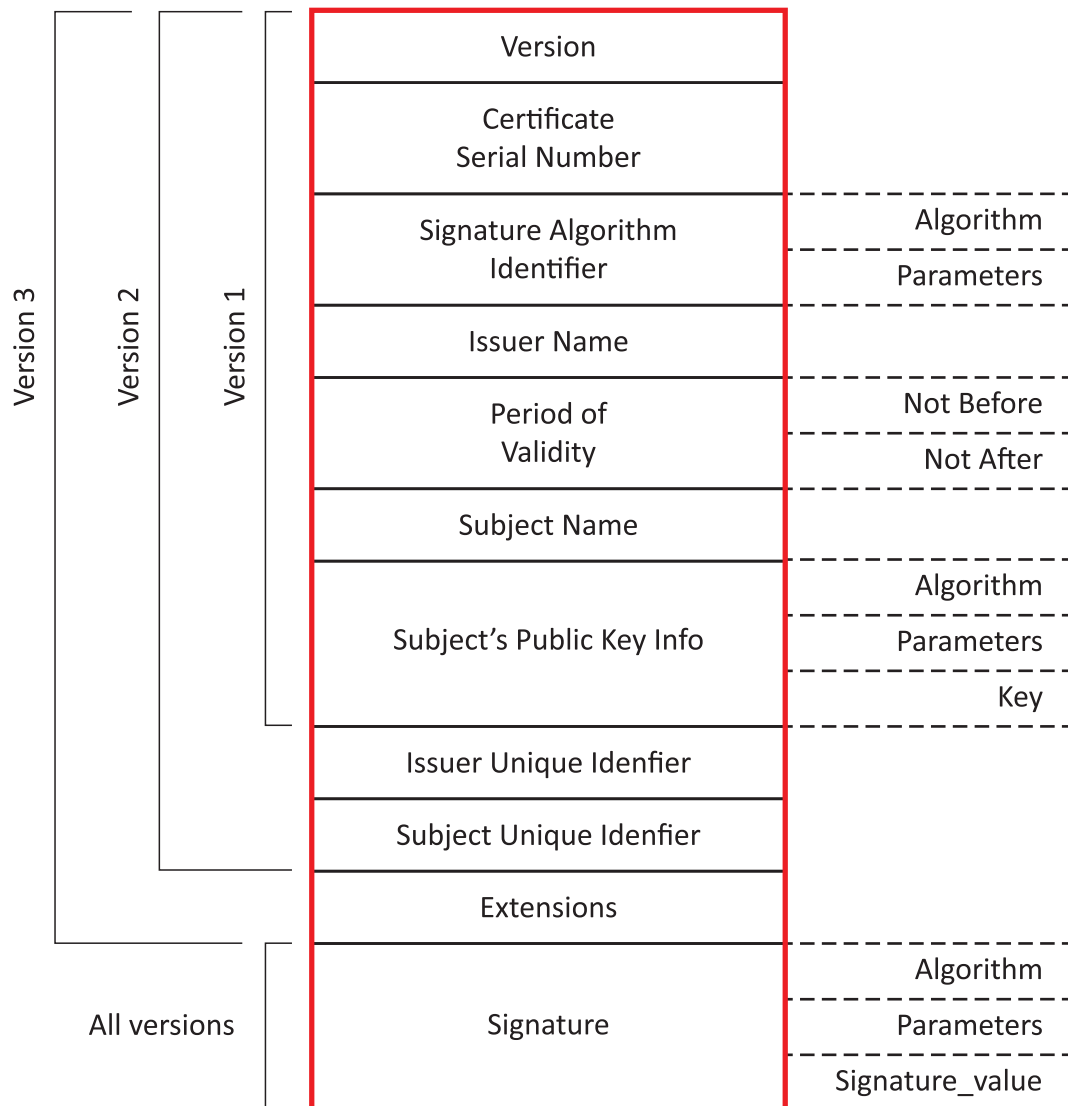 Version
Certificate
Serial Number
Signature Algorithm
Identifier
Algorithm
Parameters
Issuer Name
Period of
Validity
Not Before
Not After
Subject Name
Subject’s Public Key Info
Algorithm
Parameters
Key
Issuer Unique Idenfier
Subject Unique Idenfier
Extensions
Signature
Algorithm
Parameters
Signature_value
Version 3
Version 2
Version 1
All versions